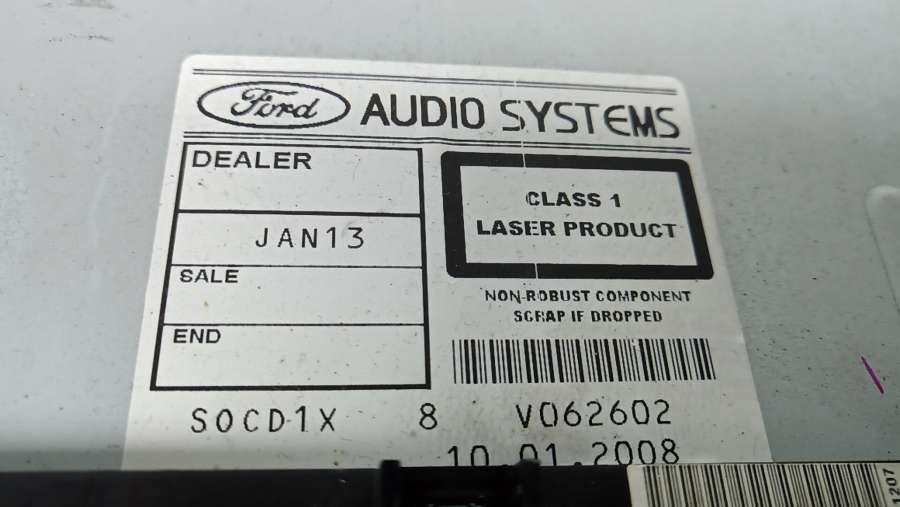 Ford AUDIO SYSTEMS
DEALER
JAN13
SALE
END
CLASS 1
LASER PRODUCT
NON-ROBUST COMPONENT
SCRAP IF DROPPED
SOCD1X 8 V062602
10.01.2008
1207